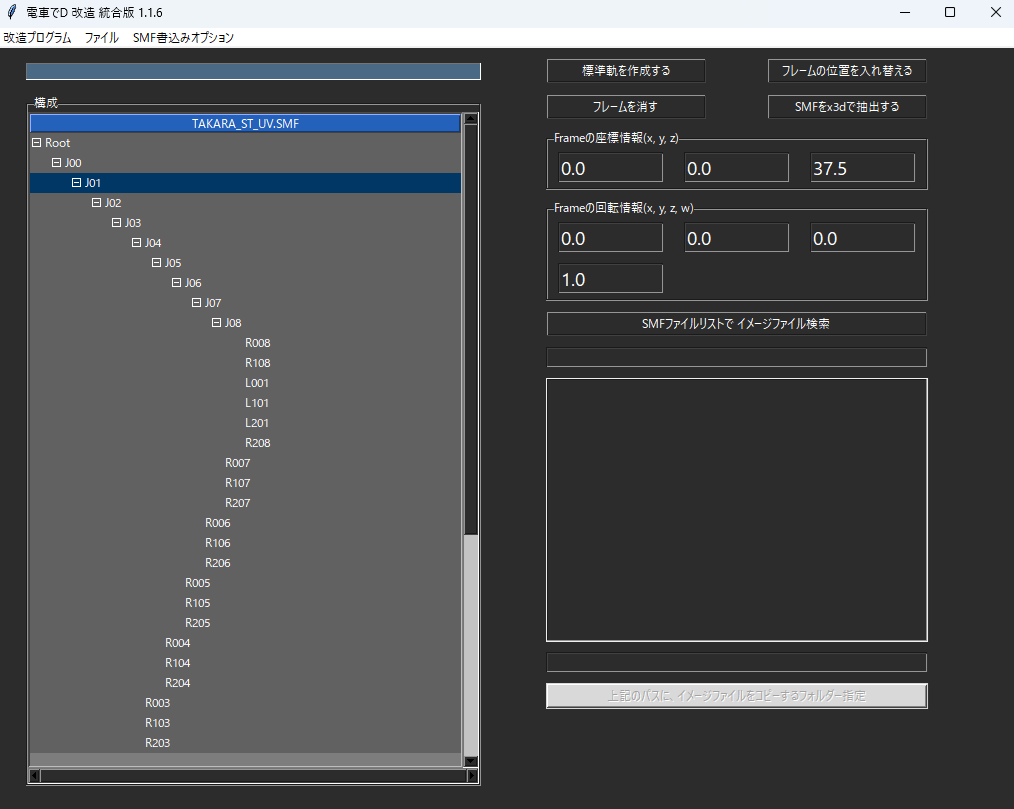 電車でD 改造 統合版 1.1.6
改造プログラム ファイル SMF書込みオプション
構成
TAKARA_ST_UV.SMF
Root
J00
J01
J02
J03
J04
J05
J06
J07
J08
R008
R108
L001
L101
L201
R208
R007
R107
R207
R006
R106
R206
R005
R105
R205
R004
R104
R204
R003
R103
R203
標準軌を作成する フレームの位置を入れ替える
フレームを消す SMFをx3dで抽出する
Frameの座標情報(x, y, z)
0.0 0.0 37.5
Frameの回転情報(x, y, z, w)
0.0 0.0 0.0
1.0
SMFファイルリストで イメージファイル検索
上記のパスに、イメージファイルをコピーするフォルダー指定